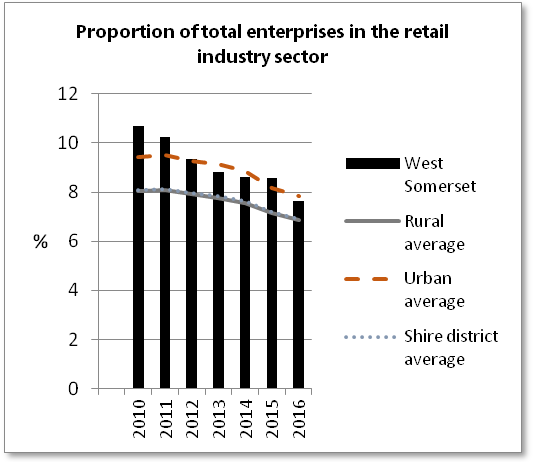 Proportion of total enterprises in the retail
industry sector
12
10
8
6
4
2
0
%
2010
2011
2012
2013
2014
2015
2016
West
Somerset
Rural
average
Urban
average
Shire district
average